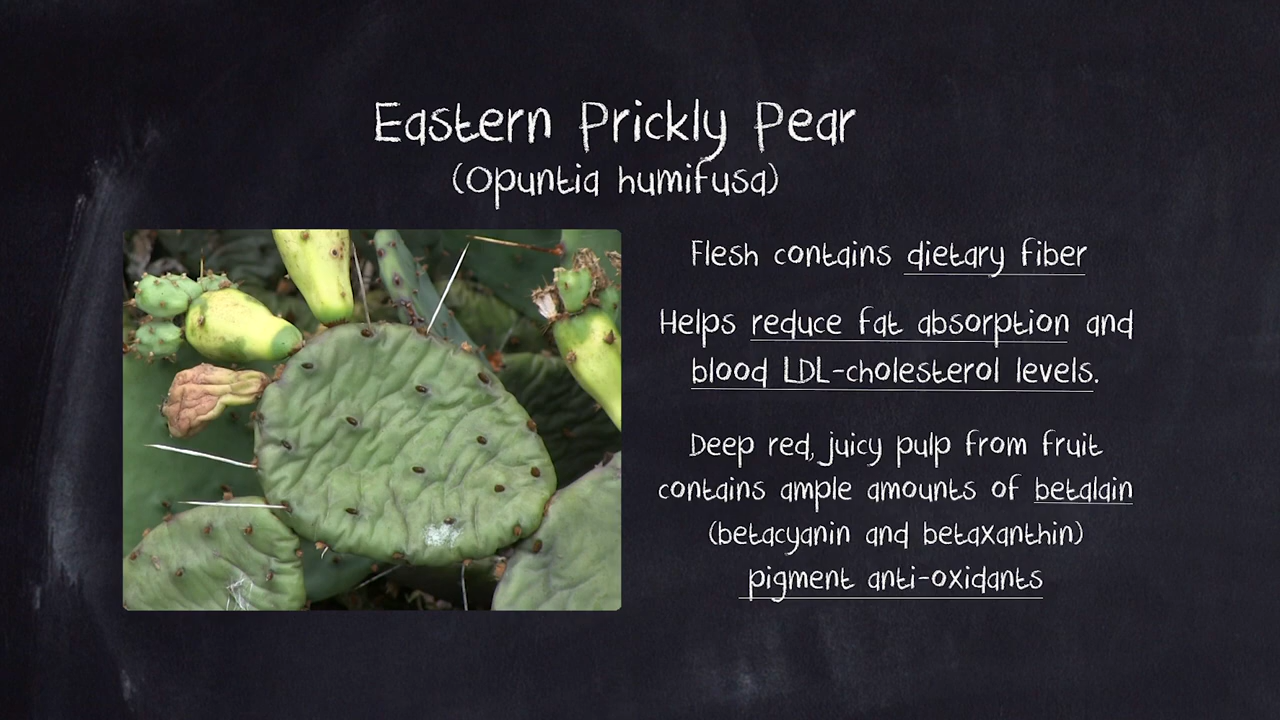 Eastern Prickly Pear
(Opuntia humifusa)
Flesh contains dietary fiber
Helps reduce fat absorption and
blood LDL-cholesterol levels.
Deep red, juicy pulp from fruit
contains ample amounts of betalain
(betacyanin and betaxanthin)
pigment anti-oxidants